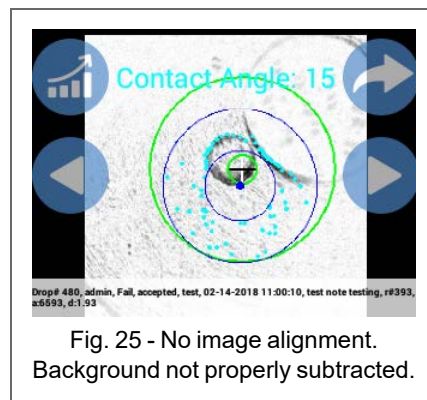 Contact Angle: 15
Drop# 480, admin, Fail, accepted, test, 02-14-2018 11:00:10, test note testing, r#393,
a:6593, d:1.93
Fig. 25 - No image alignment.
Background not properly subtracted.